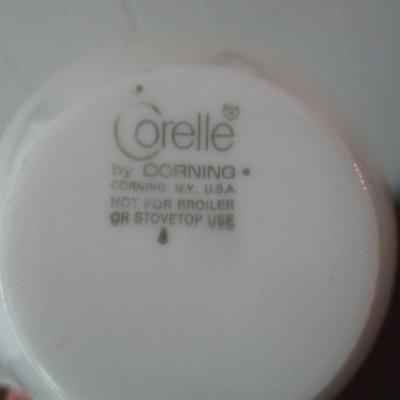 Corelle®
by CORNING
CORNING, N.Y., U.S.A.
NOT FOR BROILER
OR STOVETOP USE